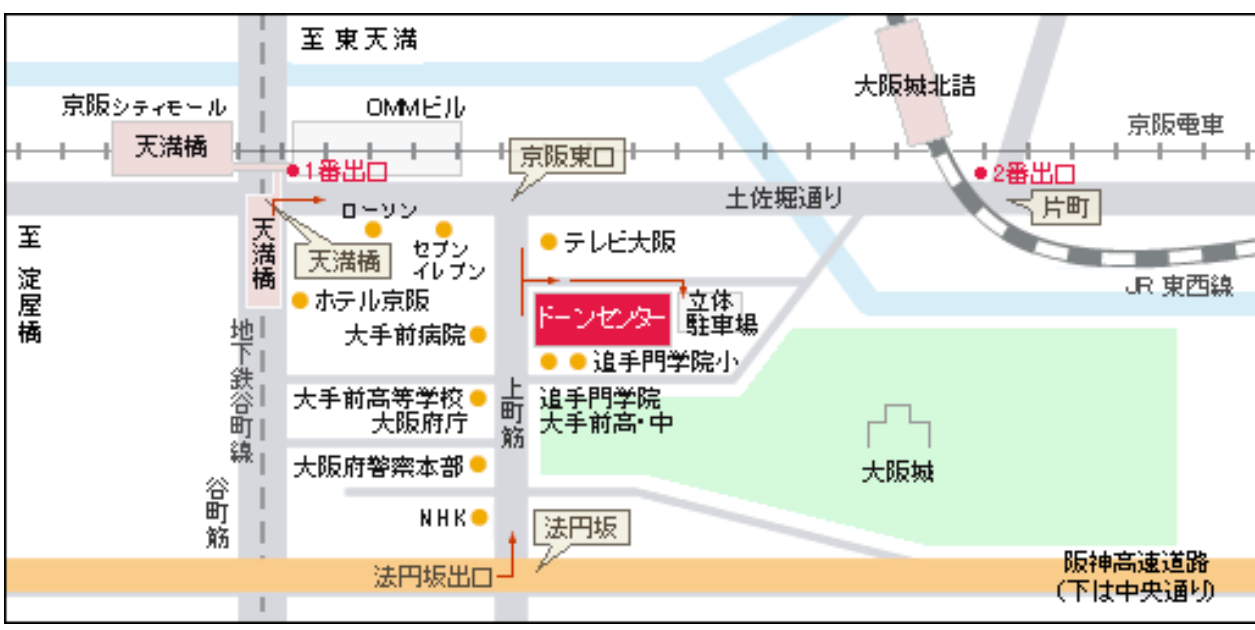 至 東天満
京阪シティモール
OMMビル
大阪城北詰
京阪電車
天満橋
京阪東口
1番出口
2番出口
土佐堀通り
片町
ローソン
至 淀屋橋
天満橋
天満橋
セブン
イレブン
テレビ大阪
JR 東西線
ホテル京阪
ドーンセンター
立体
駐車場
大手前病院
地下鉄谷町線
追手門学院小
上町筋
大手前高等学校
大阪府庁
追手門学院
大手前高・中
大阪府警察本部
大阪城
谷町筋
NHK
法円坂
法円坂出口
阪神高速道路
(下は中央通り)